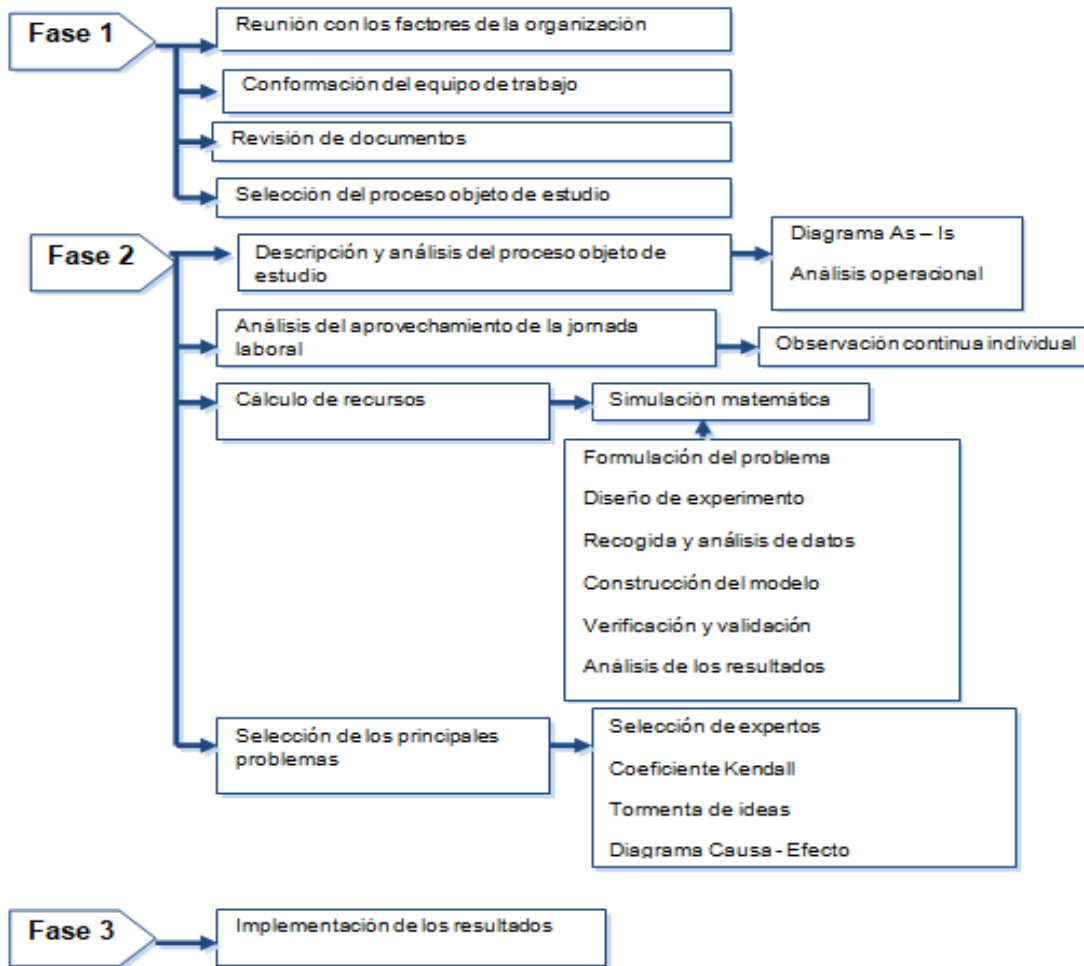 Fase 1
Reunión con los factores de la organización
Conformación del equipo de trabajo
Revisión de documentos
Selección del proceso objeto de estudio
Fase 2
Descripción y análisis del proceso objeto de
estudio
Diagrama As – Is
Análisis operacional
Análisis del aprovechamiento de la jornada
laboral
Observación continua individual
Cálculo de recursos
Simulación matemática
Formulación del problema
Diseño de experimento
Recogida y análisis de datos
Construcción del modelo
Verificación y validación
Análisis de los resultados
Selección de los principales
problemas
Selección de expertos
Coeficiente Kendall
Tormenta de ideas
Diagrama Causa - Efecto
Fase 3
Implementación de los resultados